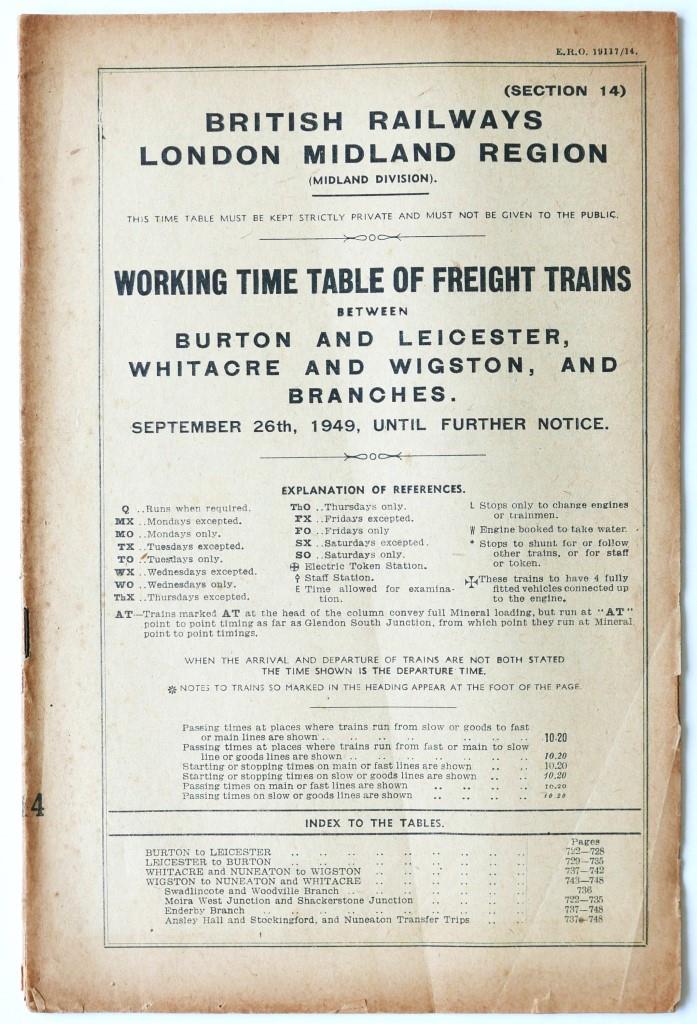 E.R.O. 19117/14.
(SECTION 14)
BRITISH RAILWAYS
LONDON MIDLAND REGION
(MIDLAND DIVISION).
THIS TIME TABLE MUST BE KEPT STRICTLY PRIVATE AND MUST NOT BE GIVEN TO THE PUBLIC.
WORKING TIME TABLE OF FREIGHT TRAINS
BETWEEN
BURTON AND LEICESTER,
WHITACRE AND WIGSTON, AND
BRANCHES.
SEPTEMBER 26th, 1949, UNTIL FURTHER NOTICE.
EXPLANATION OF REFERENCES.
Q ..Runs when required.
MX ..Mondays excepted.
MO ..Mondays only.
TX ..Tuesdays excepted.
TO ..Tuesdays only.
WX ..Wednesdays excepted.
WO ..Wednesdays only.
ThX ..Thursdays excepted.
ThO ..Thursdays only.
FX ..Fridays excepted.
FO ..Fridays only
SX ..Saturdays excepted.
SO ..Saturdays only.
⊕ Electric Token Station.
Staff Station.
E Time allowed for examina-
tion.
L Stops only to change engines
or trainmen.
W Engine booked to take water.
* Stops to shunt for or follow
other trains, or for staff
or token.
✠These trains to have 4 fully
fitted vehicles connected up
to the engine.
AT—Trains marked AT at the head of the column convey full Mineral loading, but run at "AT"
point to point timing as far as Glendon South Junction, from which point they run at Mineral
point to point timings.
WHEN THE ARRIVAL AND DEPARTURE OF TRAINS ARE NOT BOTH STATED
THE TIME SHOWN IS THE DEPARTURE TIME.
✽ NOTES TO TRAINS SO MARKED IN THE HEADING APPEAR AT THE FOOT OF THE PAGE.
Passing times at places where trains run from slow or goods to fast
or main lines are shown .. .. .. .. .. .. 10-20
Passing times at places where trains run from fast or main to slow
line or goods lines are shown .. .. .. .. .. .. 10.20
Starting or stopping times on main or fast lines are shown .. .. 10.20
Starting or stopping times on slow or goods lines are shown .. .. 10.20
Passing times on main or fast lines are shown .. .. .. 10.20
Passing times on slow or goods lines are shown .. .. .. 10.20
4
INDEX TO THE TABLES.
Pages
BURTON to LEICESTER .. .. .. .. .. .. .. 722—728
LEICESTER to BURTON .. .. .. .. .. .. .. 729—735
WHITACRE and NUNEATON to WIGSTON .. .. .. .. .. 737—742
WIGSTON to NUNEATON and WHITACRE .. .. .. .. .. 743—748
Swadlincote and Woodville Branch .. .. .. .. .. 736
Moira West Junction and Shackerstone Junction .. .. .. .. 722—735
Enderby Branch .. .. .. .. .. .. .. 737—748
Ansley Hall and Stockingford, and Nuneaton Transfer Trips .. .. 737—748